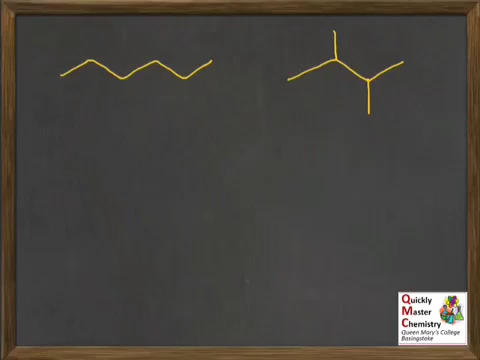 Quickly
Master
Chemistry
Queen Mary's College
Basingstoke